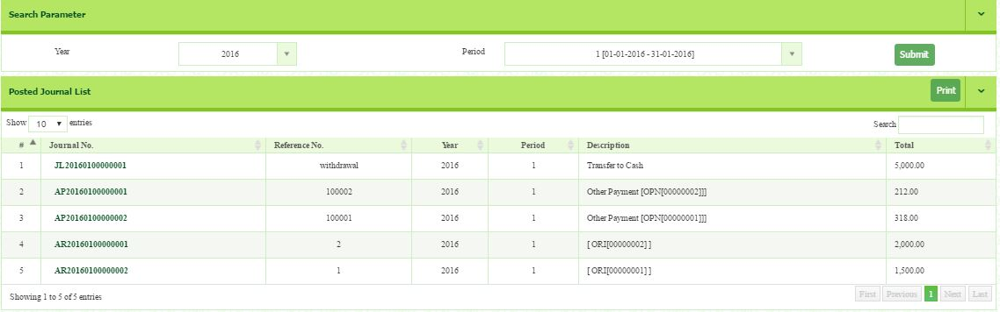 Search Parameter
Year 2016 Period 1 [01-01-2016 - 31-01-2016] Submit
Posted Journal List Print
Show 10 entries Search
# Journal No. Reference No. Year Period Description Total
1 JL20160100000001 withdrawal 2016 1 Transfer to Cash 5,000.00
2 AP20160100000001 100002 2016 1 Other Payment [OPN[00000002]]] 212.00
3 AP20160100000002 100001 2016 1 Other Payment [OPN[00000001]]] 318.00
4 AR20160100000001 2 2016 1 [ ORI[00000002] ] 2,000.00
5 AR20160100000002 1 2016 1 [ ORI[00000001] ] 1,500.00
Showing 1 to 5 of 5 entries First Previous 1 Next Last